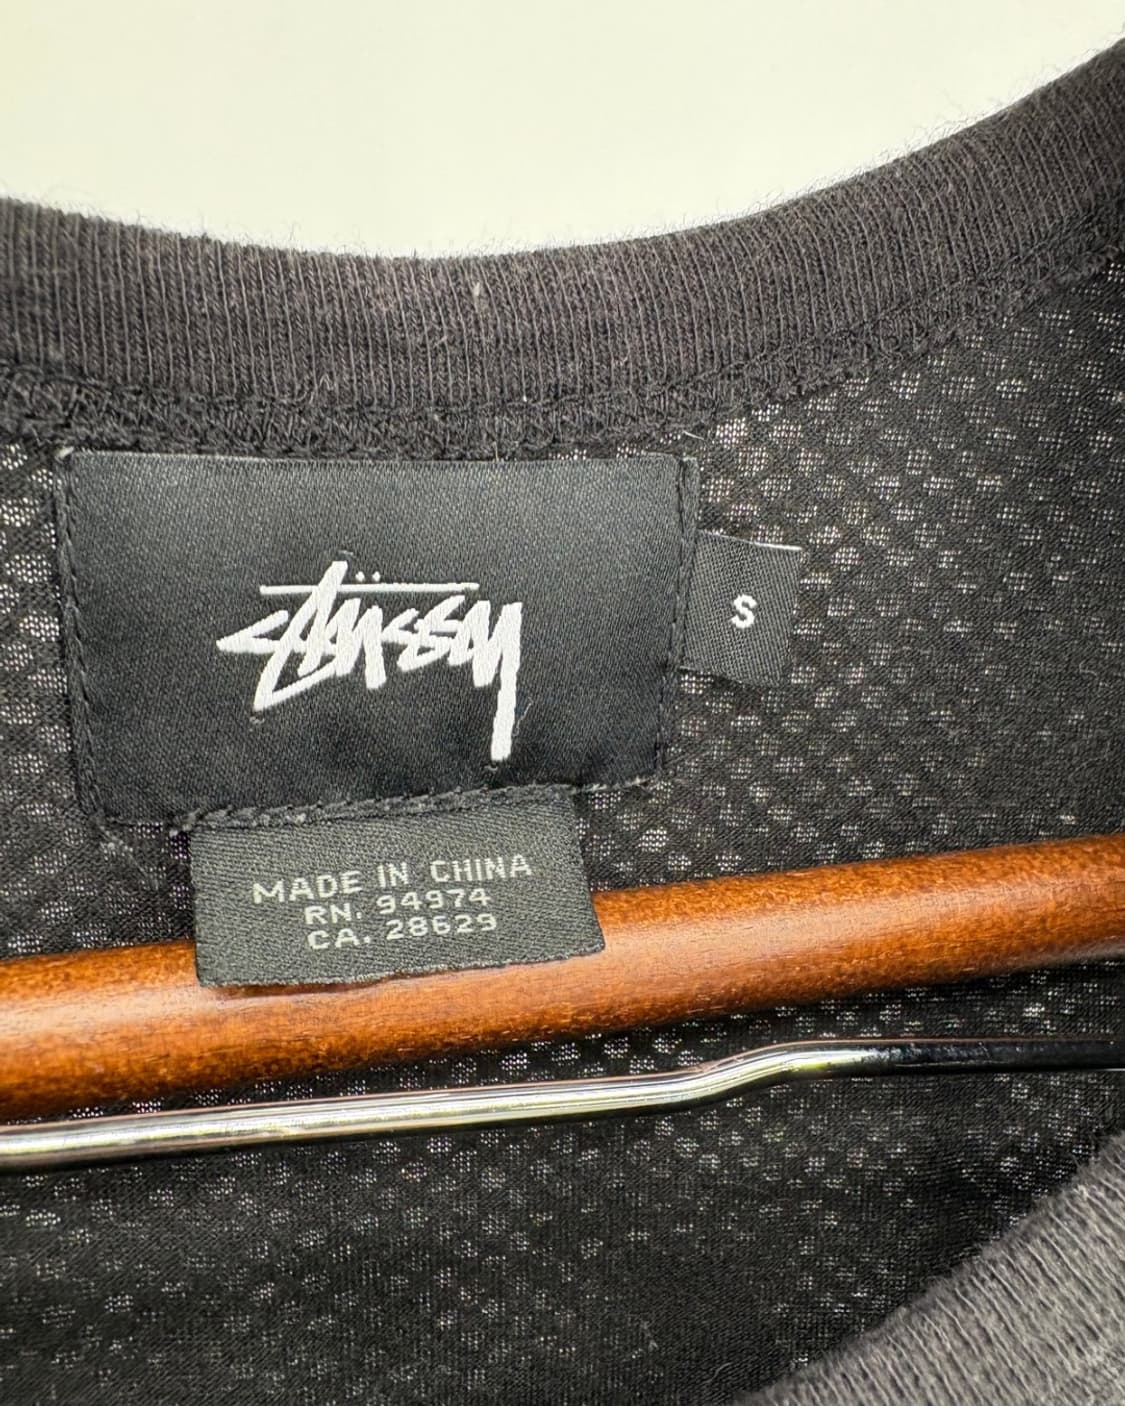 stüssy
S
MADE IN CHINA
RN. 94974
CA. 28629